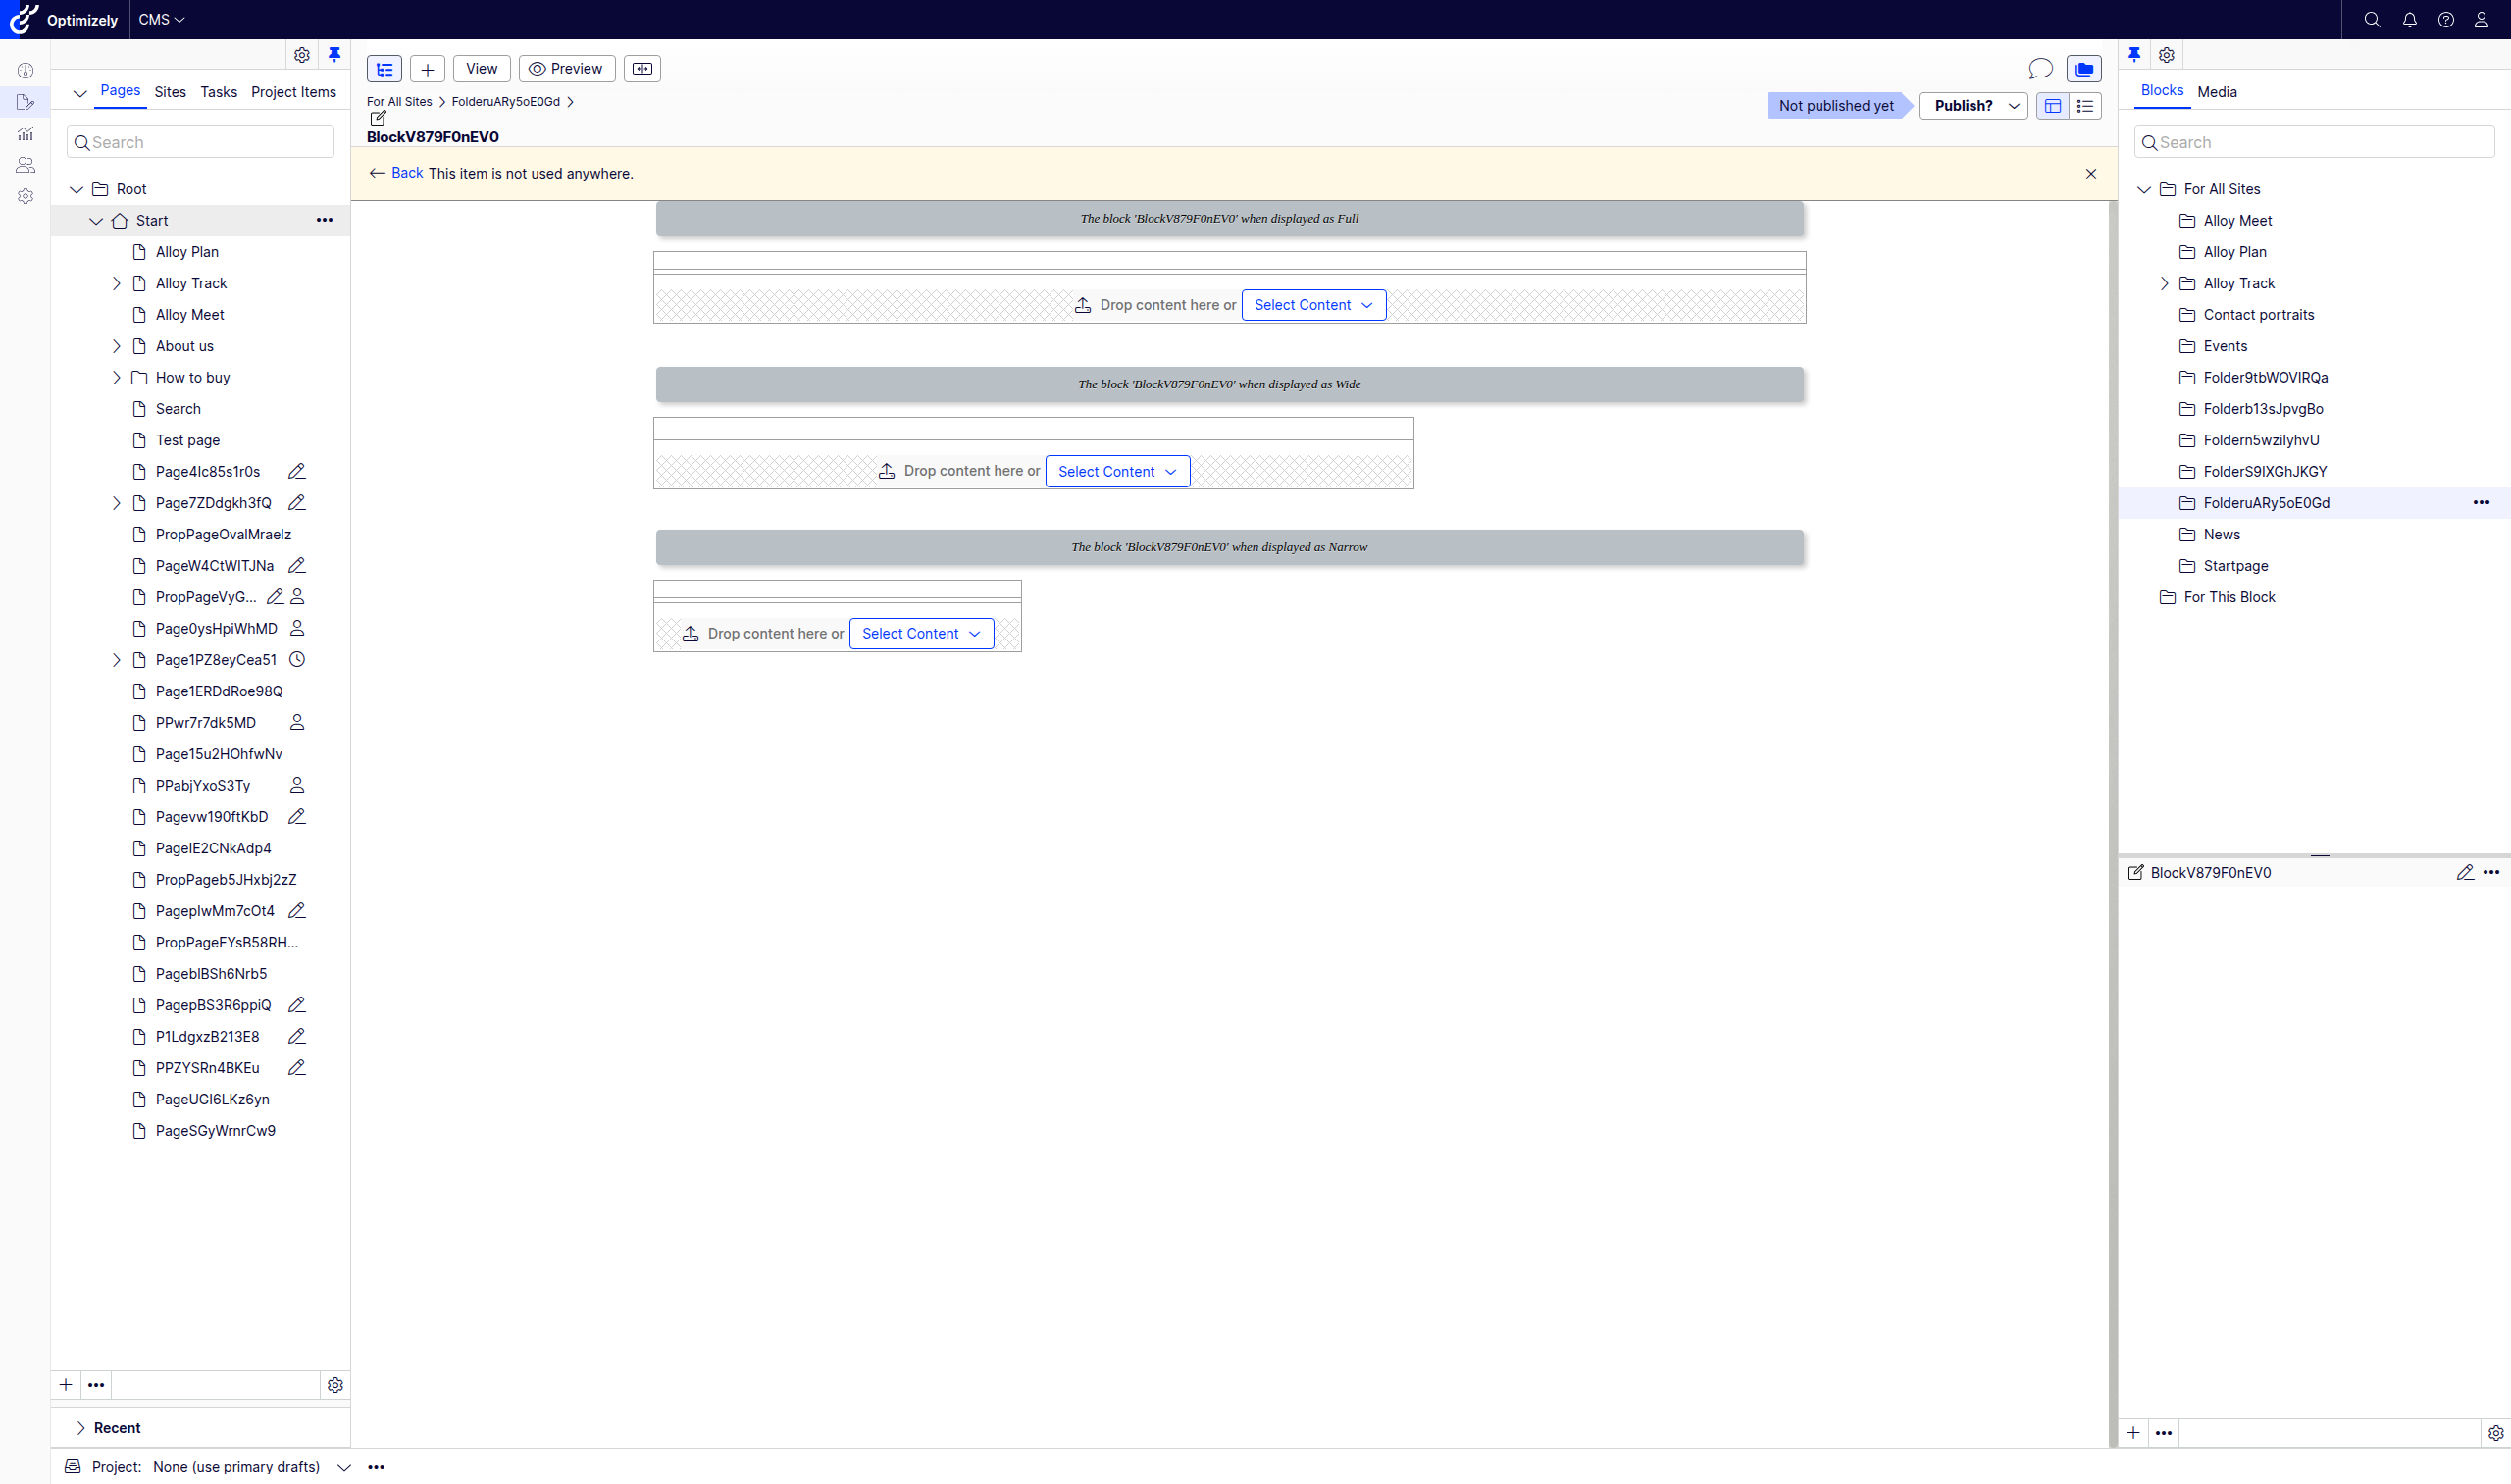 Optimizely
CMS
Pages Sites Tasks Project Items
Search
Root
Start
Alloy Plan
Alloy Track
Alloy Meet
About us
How to buy
Search
Test page
Page4lc85s1r0s
Page7ZDdgkh3fQ
PropPageOvalMraelz
PageW4CtWITJNa
PropPageVyG...
Page0ysHpiWhMD
Page1PZ8eyCea51
Page1ERDdRoe98Q
PPwr7r7dk5MD
Page15u2HOhfwNv
PPabjYxoS3Ty
Pagevw190ftKbD
PageIE2CNkAdp4
PropPageb5JHxbj2zZ
PagepIwMm7cOt4
PropPageEYsB58RH...
PagebIBSh6Nrb5
PagepBS3R6ppiQ
P1LdgxzB213E8
PPZYSRn4BKEu
PageUGI6LKz6yn
PageSGyWrnrCw9
Recent
Project: None (use primary drafts)
View Preview
For All Sites > FolderuARy5oE0Gd >
BlockV879F0nEV0
Not published yet
Publish?
Back This item is not used anywhere.
The block 'BlockV879F0nEV0' when displayed as Full
Drop content here or Select Content
The block 'BlockV879F0nEV0' when displayed as Wide
Drop content here or Select Content
The block 'BlockV879F0nEV0' when displayed as Narrow
Drop content here or Select Content
Blocks Media
Search
For All Sites
Alloy Meet
Alloy Plan
Alloy Track
Contact portraits
Events
Folder9tbWOVIRQa
Folderb13sJpvgBo
Foldern5wzilyhvU
FolderS9IXGhJKGY
FolderuARy5oE0Gd
News
Startpage
For This Block
BlockV879F0nEV0